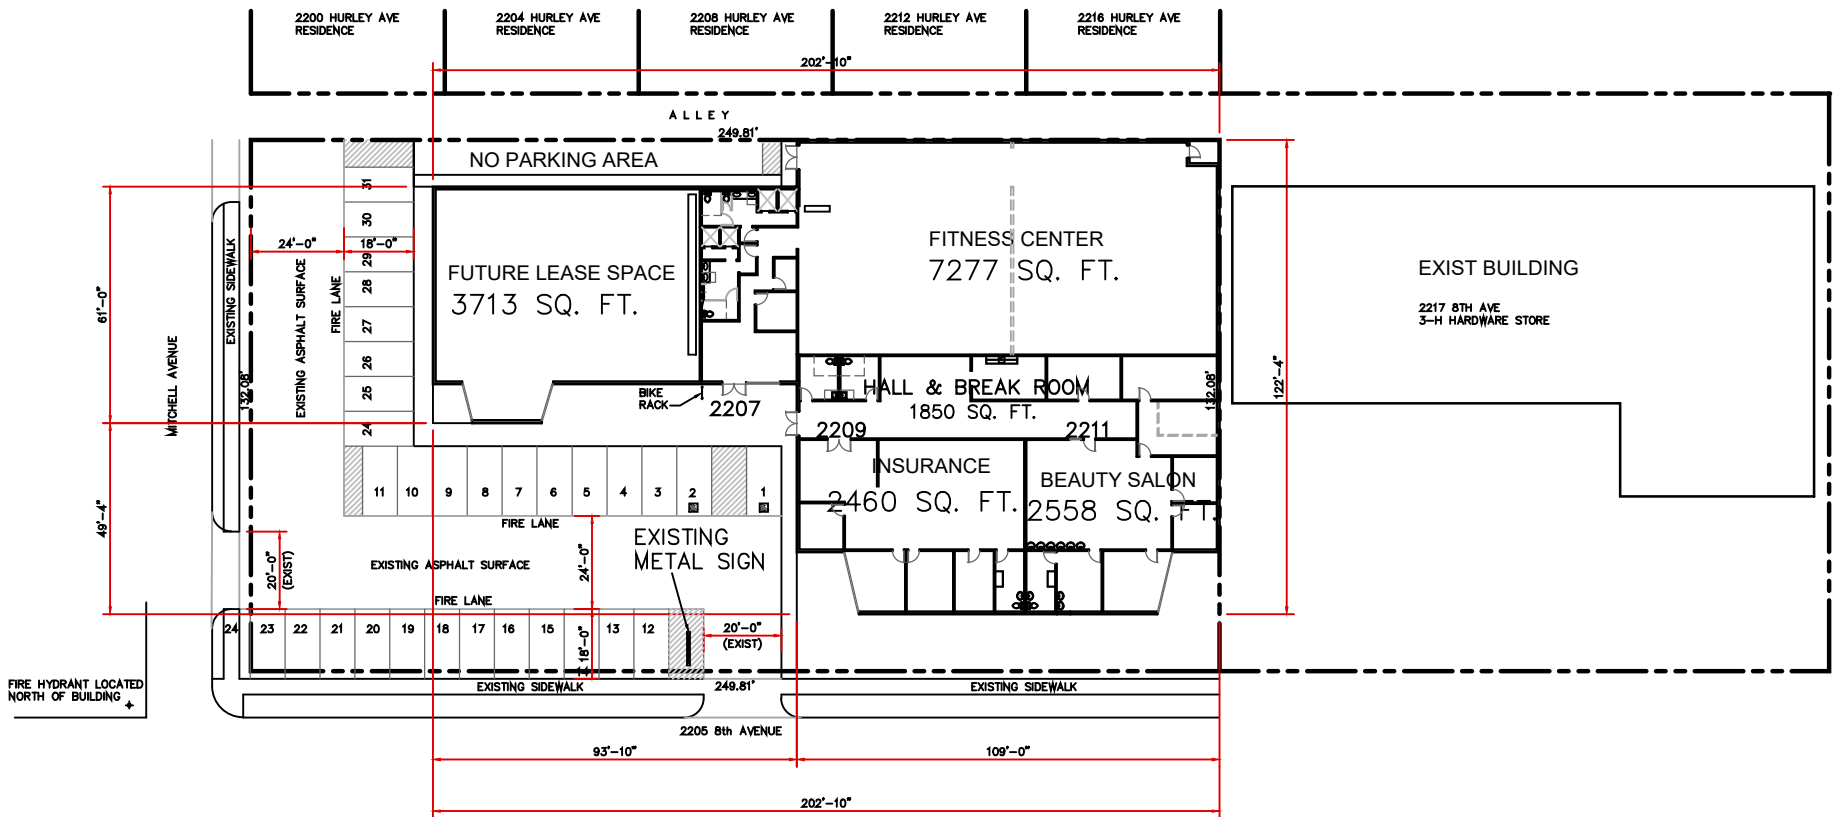 2200 HURLEY AVE
RESIDENCE
2204 HURLEY AVE
RESIDENCE
2208 HURLEY AVE
RESIDENCE
2212 HURLEY AVE
RESIDENCE
2216 HURLEY AVE
RESIDENCE
202'-10"
ALLEY
249.81'
NO PARKING AREA
31
30
29
28
27
26
25
24
24'-0"
18'-0"
61'-0"
49'-4"
MITCHELL AVENUE
EXISTING SIDEWALK
132.08'
EXISTING ASPHALT SURFACE
FIRE LANE
FUTURE LEASE SPACE
3713 SQ. FT.
FITNESS CENTER
7277 SQ. FT.
EXIST BUILDING
2217 8TH AVE
3-H HARDWARE STORE
122'-4"
132.08'
HALL & BREAK ROOM
1850 SQ. FT.
BIKE
RACK
2207
2209
2211
INSURANCE
2460 SQ. FT.
BEAUTY SALON
2558 SQ. FT.
11
10
9
8
7
6
5
4
3
2
1
FIRE LANE
EXISTING
METAL SIGN
EXISTING ASPHALT SURFACE
24'-0"
20'-0"
(EXIST)
FIRE LANE
24
23
22
21
20
19
18
17
16
15
13
12
18'-0"
20'-0"
(EXIST)
FIRE HYDRANT LOCATED
NORTH OF BUILDING
EXISTING SIDEWALK
249.81'
EXISTING SIDEWALK
2205 8th AVENUE
93'-10"
109'-0"
202'-10"